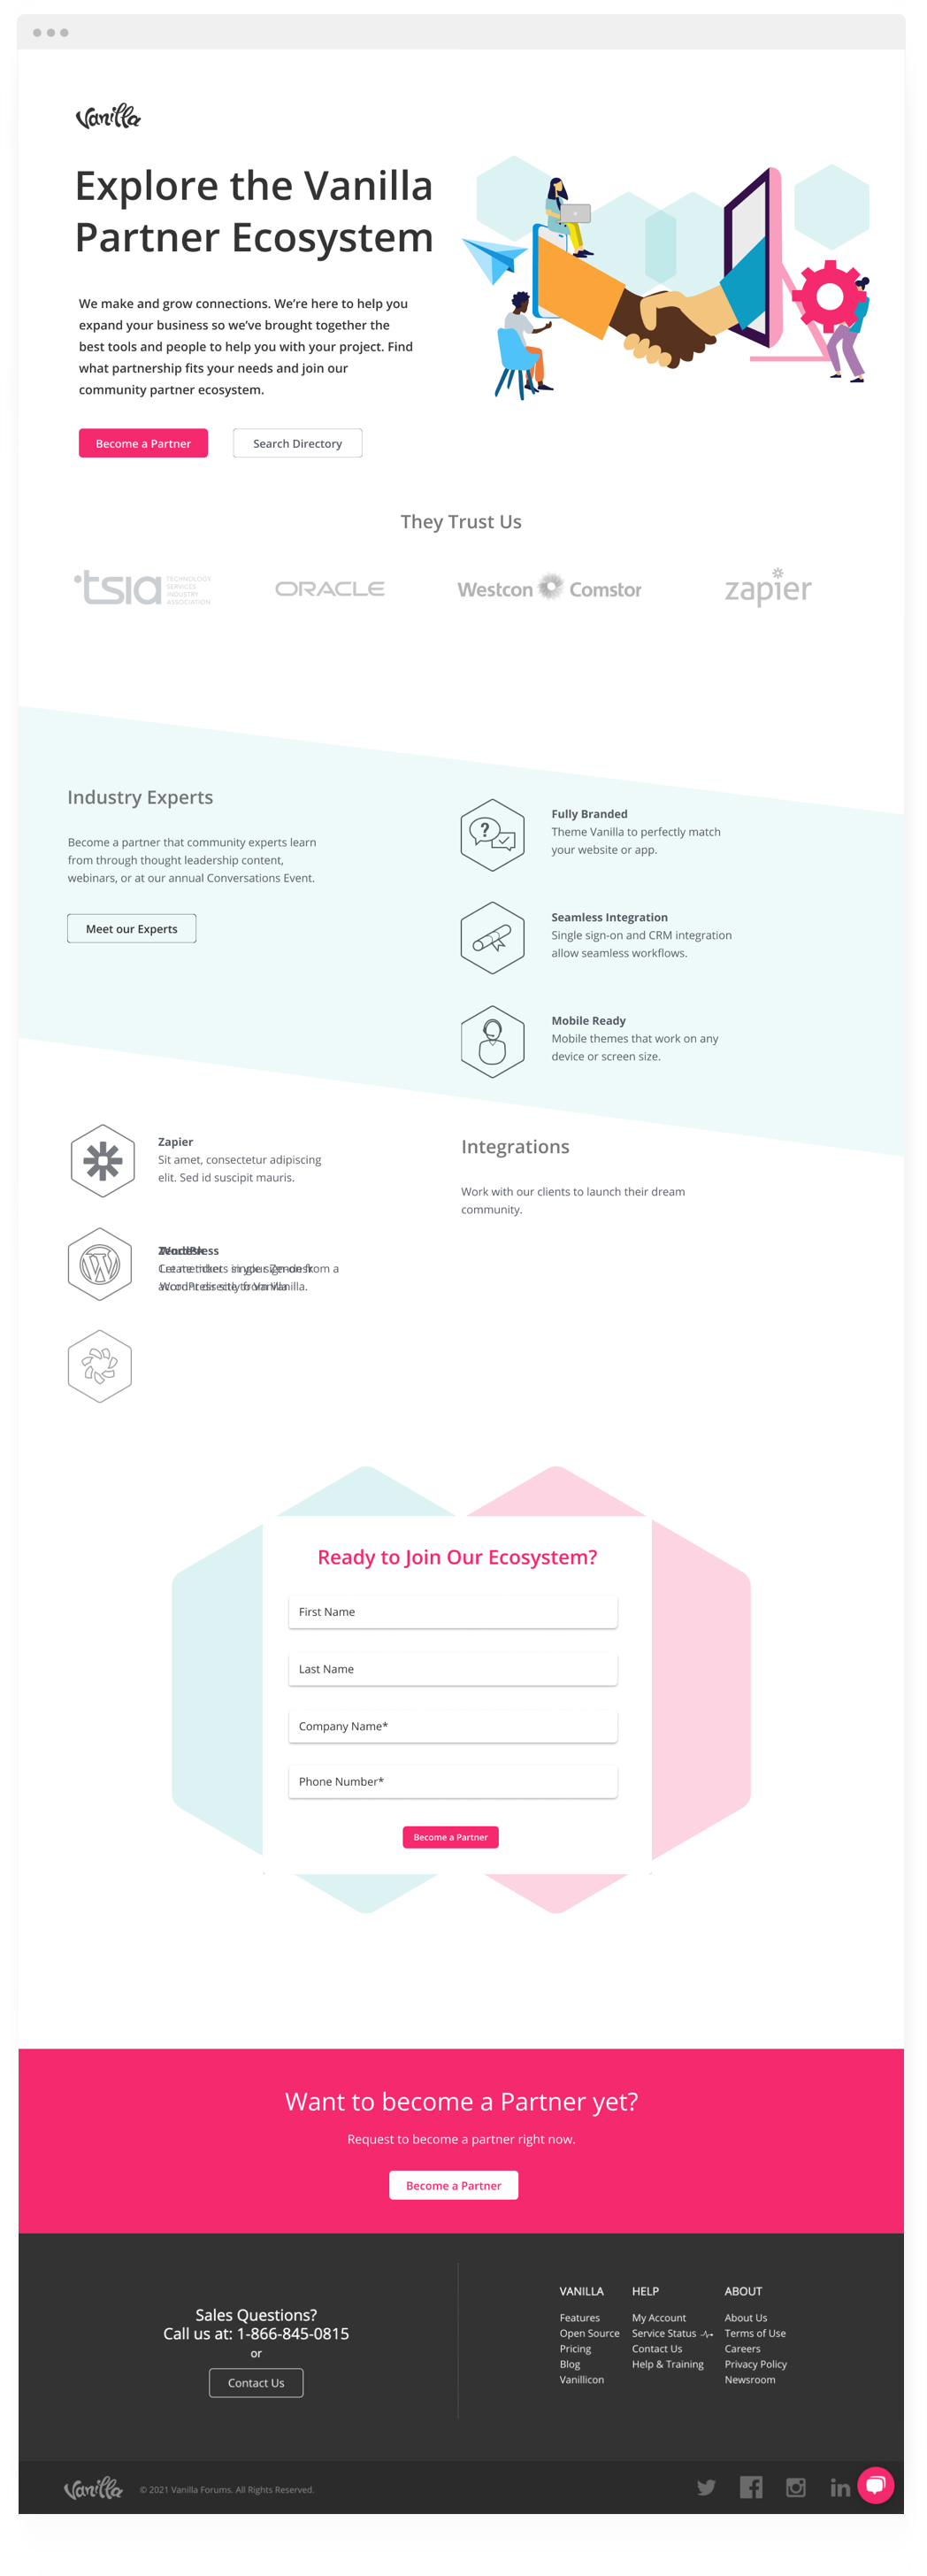 Vanilla
Explore the Vanilla
Partner Ecosystem
We make and grow connections. We're here to help you
expand your business so we've brought together the
best tools and people to help you with your project. Find
what partnership fits your needs and join our
community partner ecosystem.
Become a Partner
Search Directory
They Trust Us
tsia TECHNOLOGY
SERVICES
INDUSTRY
ASSOCIATION
ORACLE
Westcon Comstor
zapier
Industry Experts
Become a partner that community experts learn
from through thought leadership content,
webinars, or at our annual Conversations Event.
Meet our Experts
Fully Branded
Theme Vanilla to perfectly match
your website or app.
Seamless Integration
Single sign-on and CRM integration
allow seamless workflows.
Mobile Ready
Mobile themes that work on any
device or screen size.
Zapier
Sit amet, consectetur adipiscing
elit. Sed id suscipit mauris.
Integrations
Work with our clients to launch their dream
community.
Ready to Join Our Ecosystem?
First Name
Last Name
Company Name*
Phone Number*
Become a Partner
Want to become a Partner yet?
Request to become a partner right now.
Become a Partner
Sales Questions?
Call us at: 1-866-845-0815
or
Contact Us
VANILLA
Features
Open Source
Pricing
Blog
Vanillicon
HELP
My Account
Service Status
Contact Us
Help & Training
ABOUT
About Us
Terms of Use
Careers
Privacy Policy
Newsroom
Vanilla
© 2021 Vanilla Forums. All Rights Reserved.